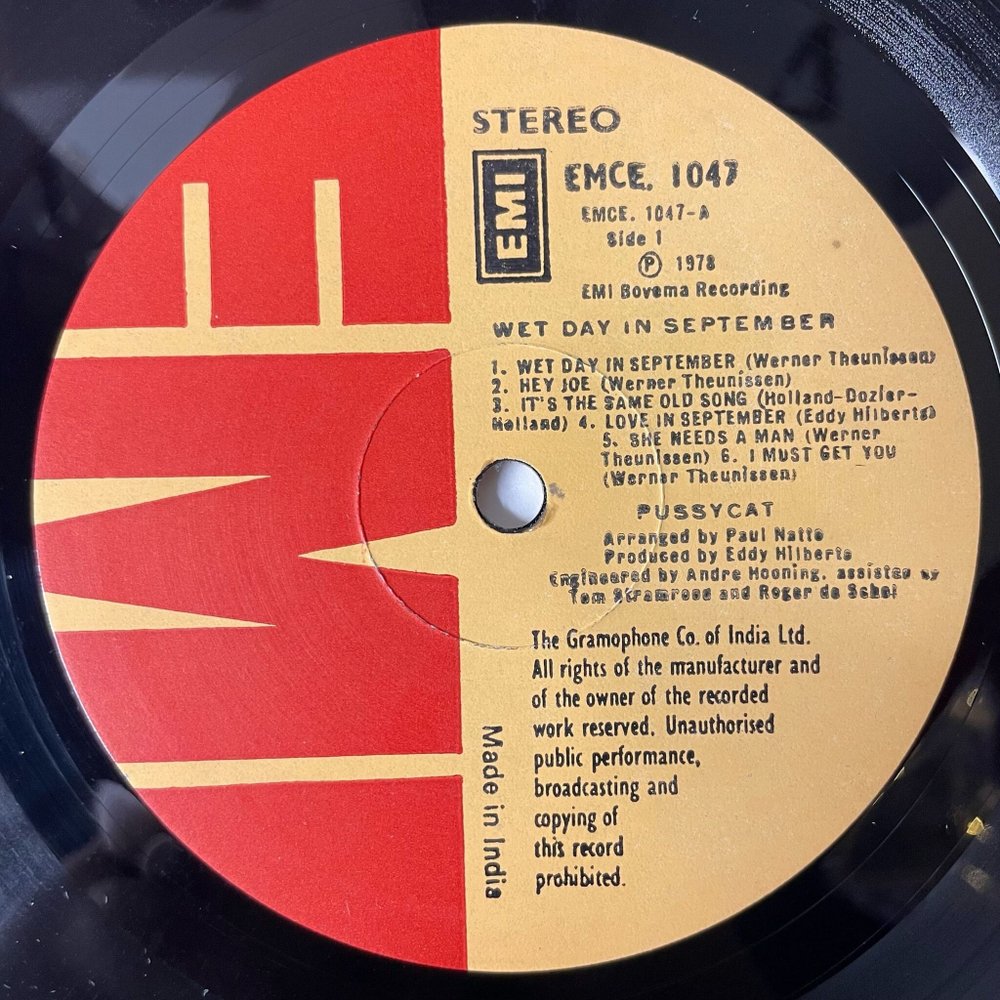 STEREO
EMI
EMCE. 1047
EMCE. 1047-A
Side 1
Ⓟ 1978
EMI Bovema Recording
WET DAY IN SEPTEMBER
1. WET DAY IN SEPTEMBER (Werner Theunissen)
2. HEY JOE (Werner Theunissen)
3. IT'S THE SAME OLD SONG (Holland-Dozier-
Holland) 4. LOVE IN SEPTEMBER (Eddy Hilberts)
5. SHE NEEDS A MAN (Werner
Theunissen) 6. I MUST GET YOU
(Werner Theunissen)
PUSSYCAT
Arranged by Paul Natte
Produced by Eddy Hilberts
Engineered by Andre Hooning, assisted by
Tom and Roger de Schot
The Gramophone Co. of India Ltd.
All rights of the manufacturer and
of the owner of the recorded
work reserved. Unauthorised
public performance,
broadcasting and
copying of
this record
prohibited.
Made in India
EMI